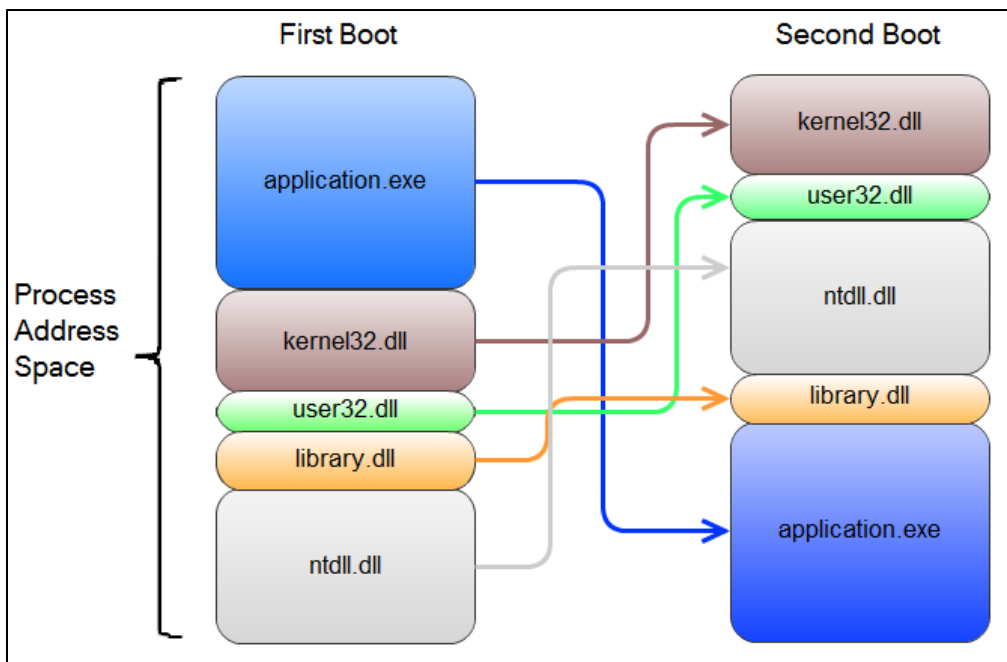 First Boot
Second Boot
Process
Address
Space
application.exe
kernel32.dll
user32.dll
library.dll
ntdll.dll
kernel32.dll
user32.dll
ntdll.dll
library.dll
application.exe